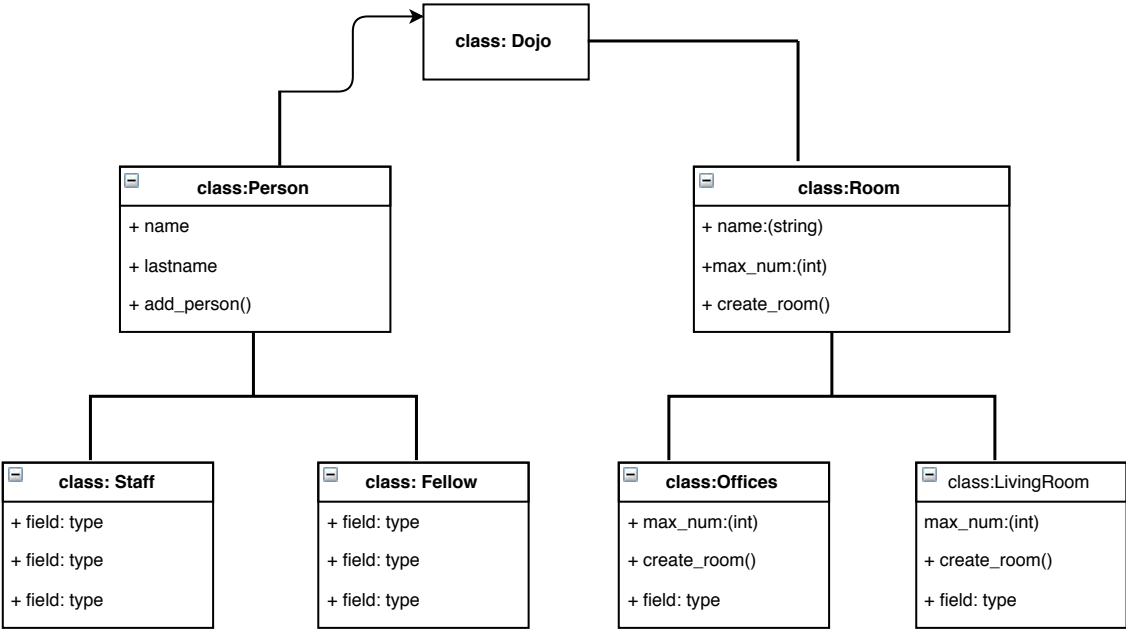 class: Dojo
class:Person
+ name
+ lastname
+ add_person()
class:Room
+ name:(string)
+max_num:(int)
+ create_room()
class: Staff
+ field: type
+ field: type
+ field: type
class: Fellow
+ field: type
+ field: type
+ field: type
class:Offices
+ max_num:(int)
+ create_room()
+ field: type
class:LivingRoom
max_num:(int)
+ create_room()
+ field: type